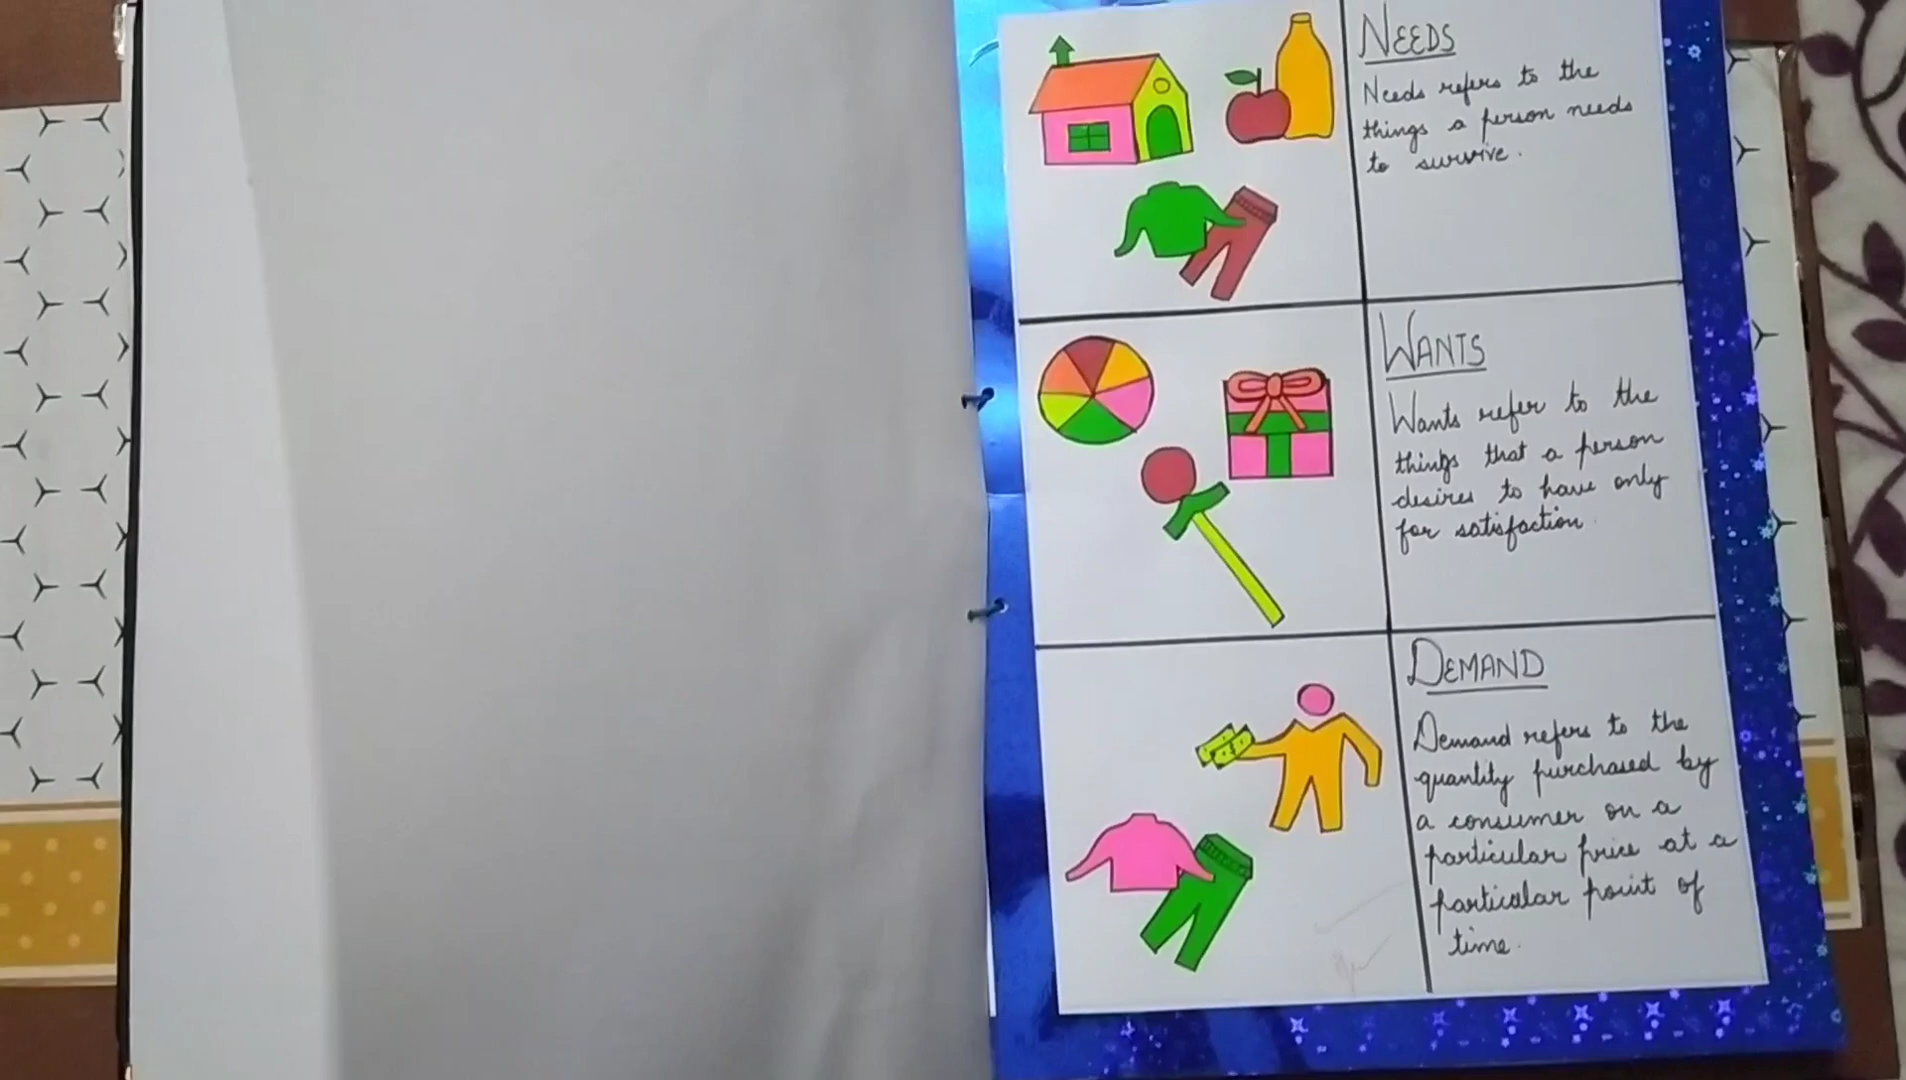 NEEDS
Needs refers to the
things a person needs
to survive.
WANTS
Wants refer to the
things that a person
desires to have only
for satisfaction.
DEMAND
Demand refers to the
quantity purchased by
a consumer on a
particular price at a
particular point of
time.